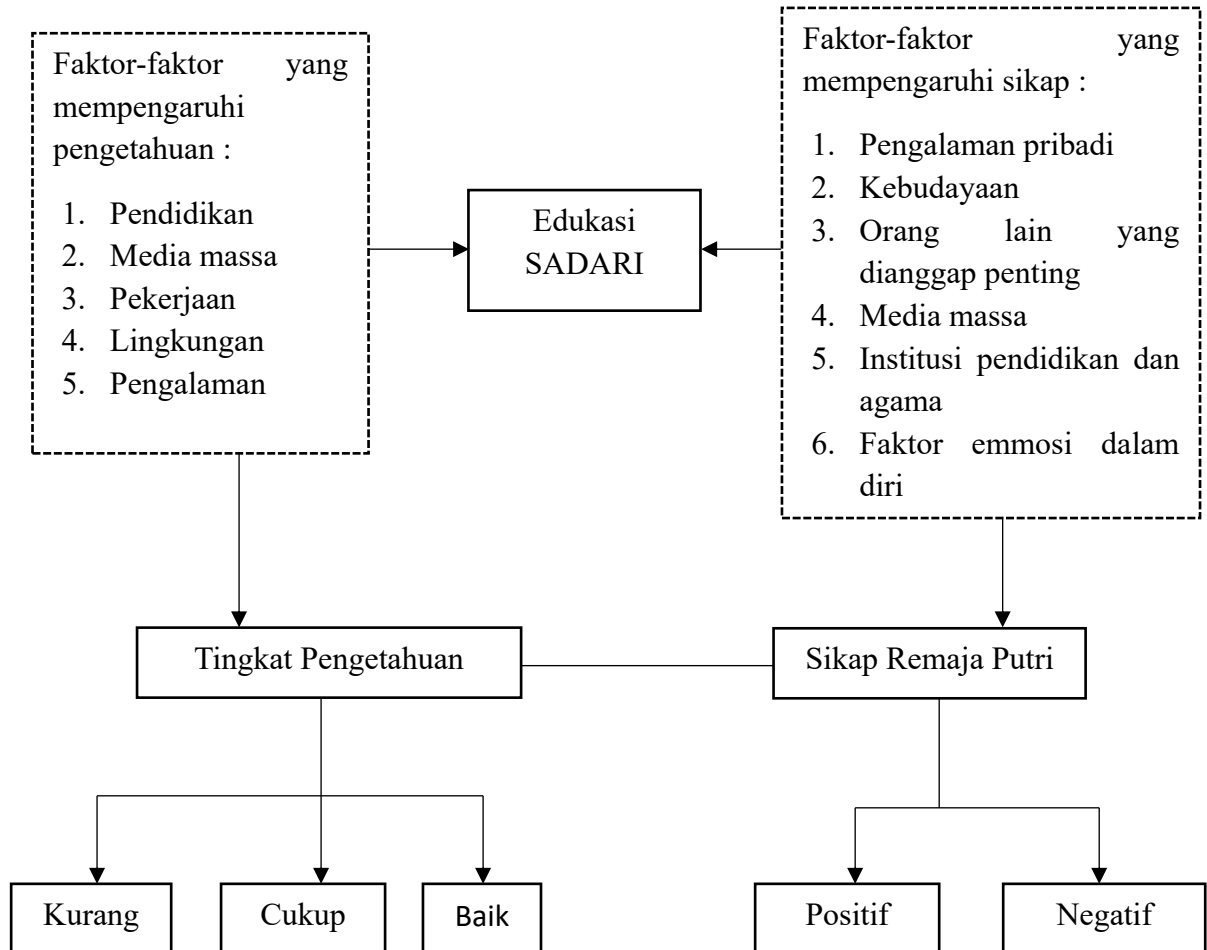 Faktor-faktor yang
mempengaruhi
pengetahuan :
1. Pendidikan
2. Media massa
3. Pekerjaan
4. Lingkungan
5. Pengalaman
Edukasi
SADARI
Faktor-faktor yang
mempengaruhi sikap :
1. Pengalaman pribadi
2. Kebudayaan
3. Orang lain yang
dianggap penting
4. Media massa
5. Institusi pendidikan dan
agama
6. Faktor emmosi dalam
diri
Tingkat Pengetahuan
Sikap Remaja Putri
Kurang
Cukup
Baik
Positif
Negatif